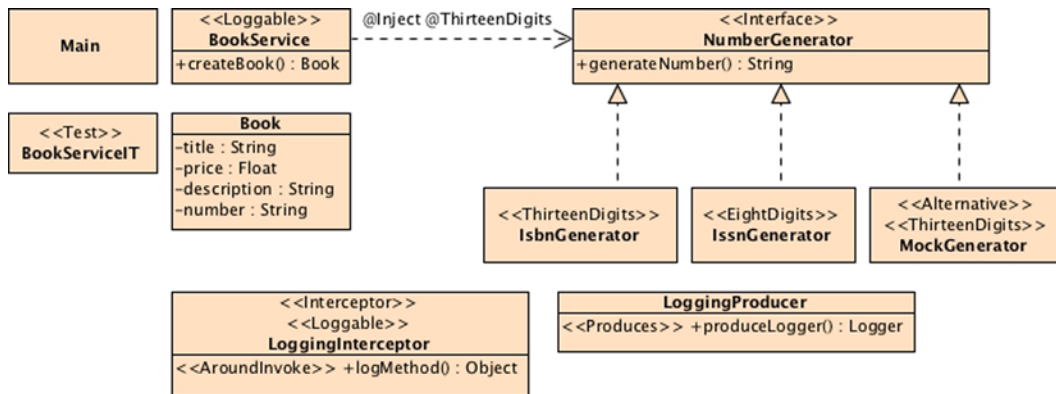 Main
<<Loggable>>
BookService
+createBook() : Book
@Inject @ThirteenDigits
<<Interface>>
NumberGenerator
+generateNumber() : String
<<Test>>
BookServiceIT
Book
-title : String
-price : Float
-description : String
-number : String
<<ThirteenDigits>>
IsbnGenerator
<<EightDigits>>
IssnGenerator
<<Alternative>>
<<ThirteenDigits>>
MockGenerator
<<Interceptor>>
<<Loggable>>
LoggingInterceptor
<<AroundInvoke>> +logMethod() : Object
LoggingProducer
<<Produces>> +produceLogger() : Logger